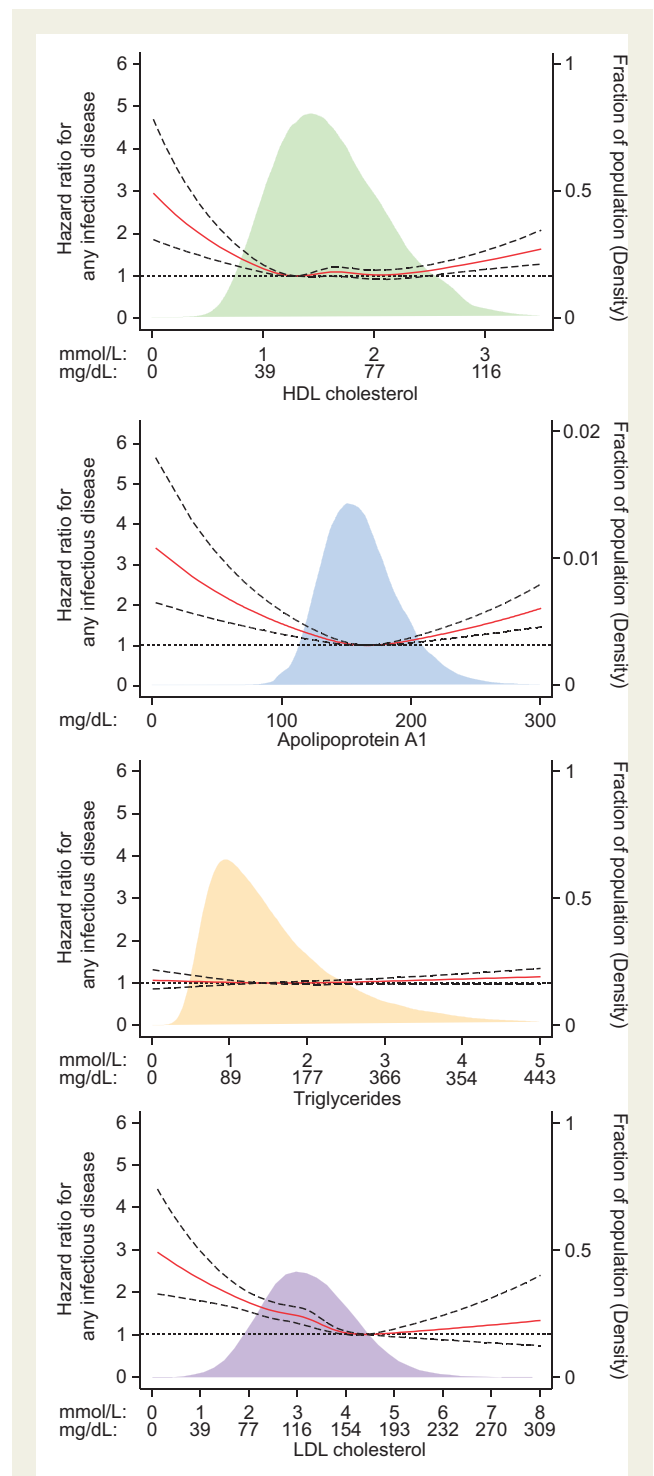 6
5
4
3
2
1
0
Hazard ratio for
any infectious disease
1
0.5
0
Fraction of population (Density)
mmol/L: 0 1 2 3
mg/dL: 0 39 77 116
HDL cholesterol
6
5
4
3
2
1
0
Hazard ratio for
any infectious disease
0.02
0.01
0
Fraction of population (Density)
mg/dL: 0 100 200 300
Apolipoprotein A1
6
5
4
3
2
1
0
Hazard ratio for
any infectious disease
1
0.5
0
Fraction of population (Density)
mmol/L: 0 1 2 3 4 5
mg/dL: 0 89 177 366 354 443
Triglycerides
6
5
4
3
2
1
0
Hazard ratio for
any infectious disease
1
0.5
0
Fraction of population (Density)
mmol/L: 0 1 2 3 4 5 6 7 8
mg/dL: 0 39 77 116 154 193 232 270 309
LDL cholesterol